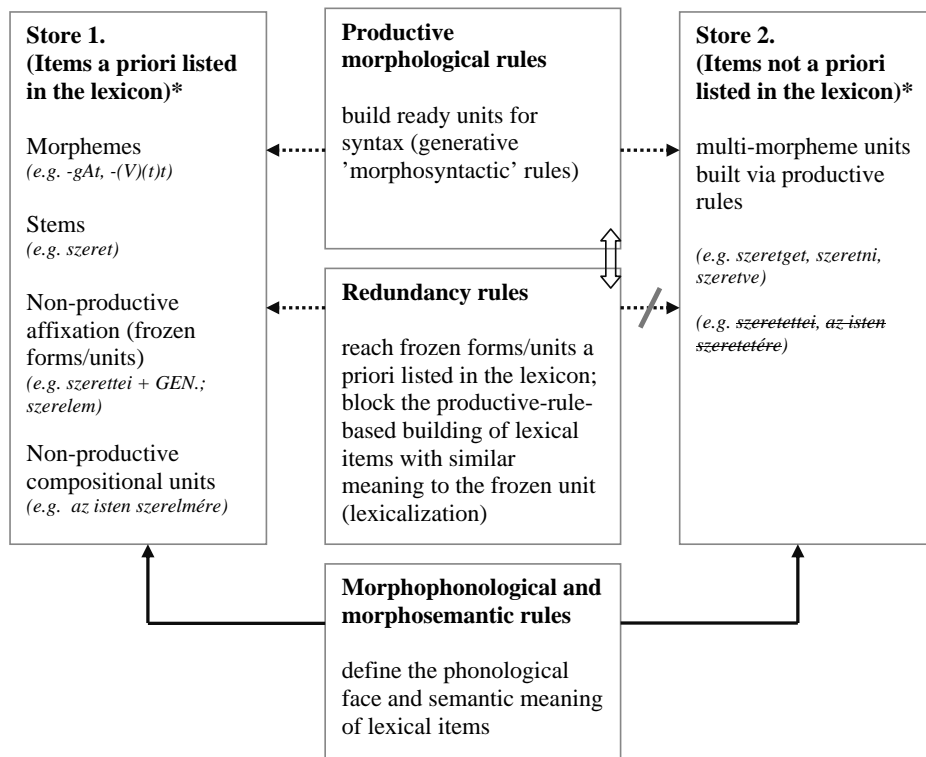 Store 1.
(Items a priori listed
in the lexicon)*
Morphemes
(e.g. -gAt, -(V)(t)t)
Stems
(e.g. szeret)
Non-productive
affixation (frozen
forms/units)
(e.g. szerettei + GEN.;
szerelem)
Non-productive
compositional units
(e.g. az isten szerelmére)
Productive
morphological rules
build ready units for
syntax (generative
’morphosyntactic’ rules)
Redundancy rules
reach frozen forms/units a
priori listed in the lexicon;
block the productive-rule-
based building of lexical
items with similar
meaning to the frozen unit
(lexicalization)
Morphophonological and
morphosemantic rules
define the phonological
face and semantic meaning
of lexical items
Store 2.
(Items not a priori
listed in the lexicon)*
multi-morpheme units
built via productive
rules
(e.g. szeretget, szeretni,
szeretve)
(e.g. szeretettei, az isten
szeretetére)